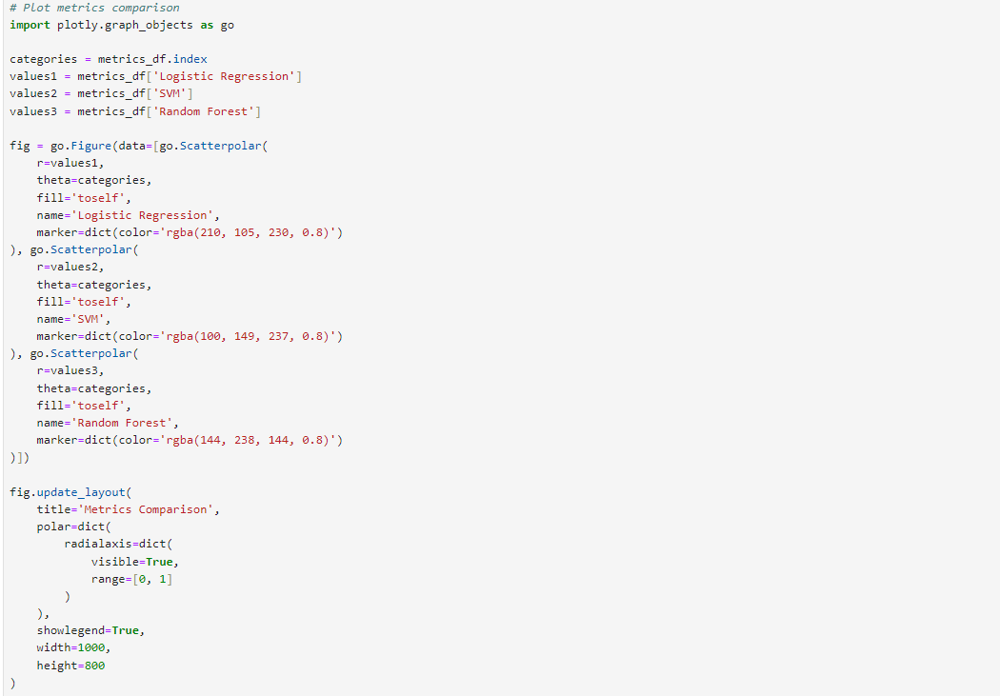 # Plot metrics comparison
import plotly.graph_objects as go

categories = metrics_df.index
values1 = metrics_df['Logistic Regression']
values2 = metrics_df['SVM']
values3 = metrics_df['Random Forest']

fig = go.Figure(data=[go.Scatterpolar(
    r=values1,
    theta=categories,
    fill='toself',
    name='Logistic Regression',
    marker=dict(color='rgba(210, 105, 230, 0.8)')
), go.Scatterpolar(
    r=values2,
    theta=categories,
    fill='toself',
    name='SVM',
    marker=dict(color='rgba(100, 149, 237, 0.8)')
), go.Scatterpolar(
    r=values3,
    theta=categories,
    fill='toself',
    name='Random Forest',
    marker=dict(color='rgba(144, 238, 144, 0.8)')
)])

fig.update_layout(
    title='Metrics Comparison',
    polar=dict(
        radialaxis=dict(
            visible=True,
            range=[0, 1]
        )
    ),
    showlegend=True,
    width=1000,
    height=800
)